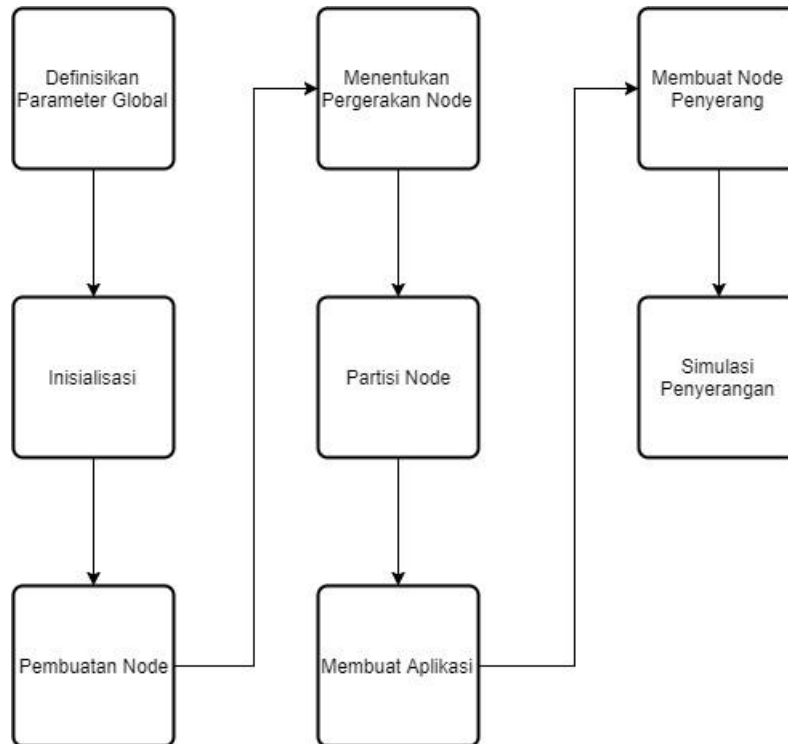 Definisikan
Parameter Global
Inisialisasi
Pembuatan Node
Menentukan
Pergerakan Node
Partisi Node
Membuat Aplikasi
Membuat Node
Penyerang
Simulasi
Penyerangan